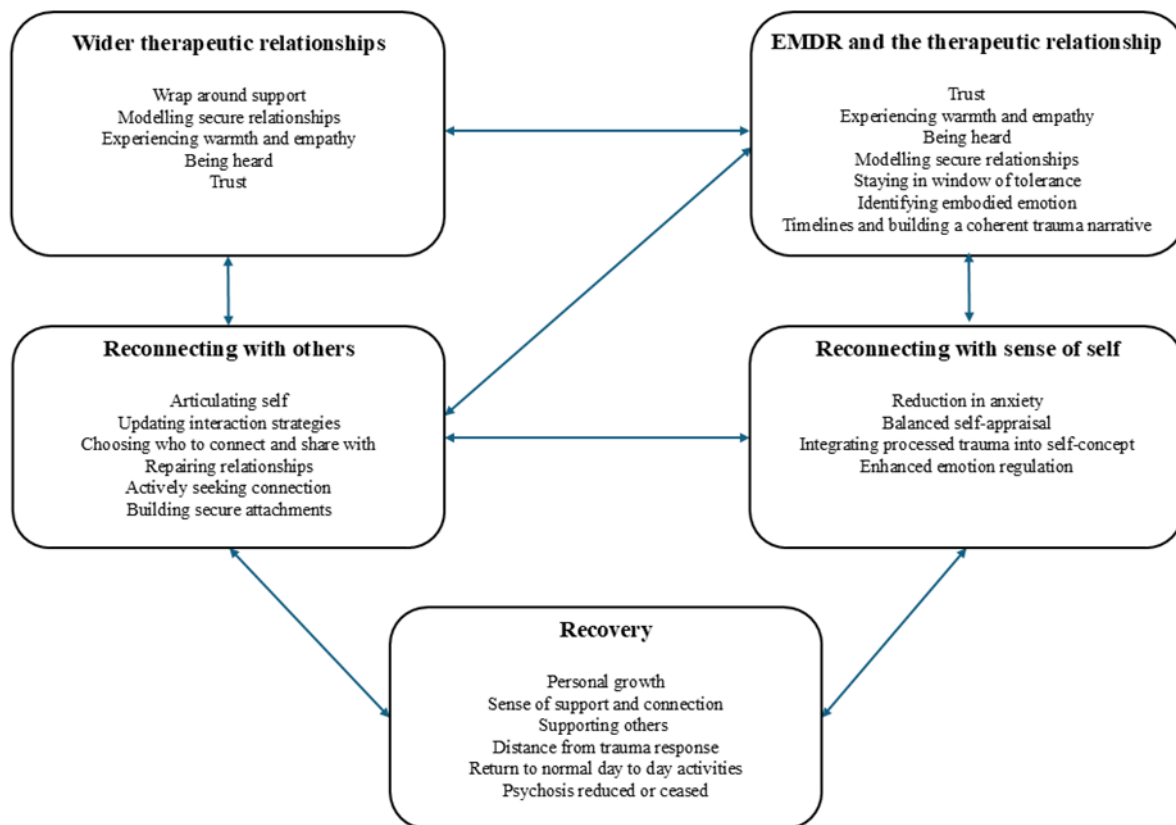 Wider therapeutic relationships
Wrap around support
Modelling secure relationships
Experiencing warmth and empathy
Being heard
Trust
EMDR and the therapeutic relationship
Trust
Experiencing warmth and empathy
Being heard
Modelling secure relationships
Staying in window of tolerance
Identifying embodied emotion
Timelines and building a coherent trauma narrative
Reconnecting with others
Articulating self
Updating interaction strategies
Choosing who to connect and share with
Repairing relationships
Actively seeking connection
Building secure attachments
Reconnecting with sense of self
Reduction in anxiety
Balanced self-appraisal
Integrating processed trauma into self-concept
Enhanced emotion regulation
Recovery
Personal growth
Sense of support and connection
Supporting others
Distance from trauma response
Return to normal day to day activities
Psychosis reduced or ceased